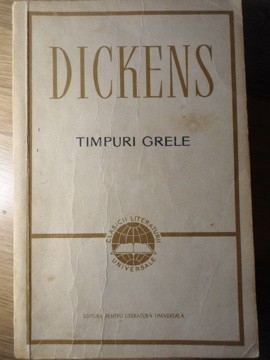 DICKENS
TIMPURI GRELE
CLASICII LITERATURII
UNIVERSALE
EDITURA PENTRU LITERATURA UNIVERSALA